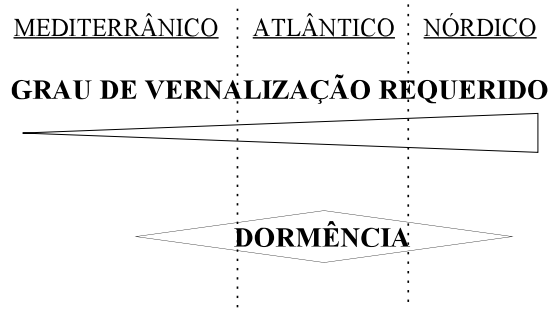 MEDITERRÂNICO ATLÂNTICO NÓRDICO
GRAU DE VERNALIZAÇÃO REQUERIDO
DORMÊNCIA